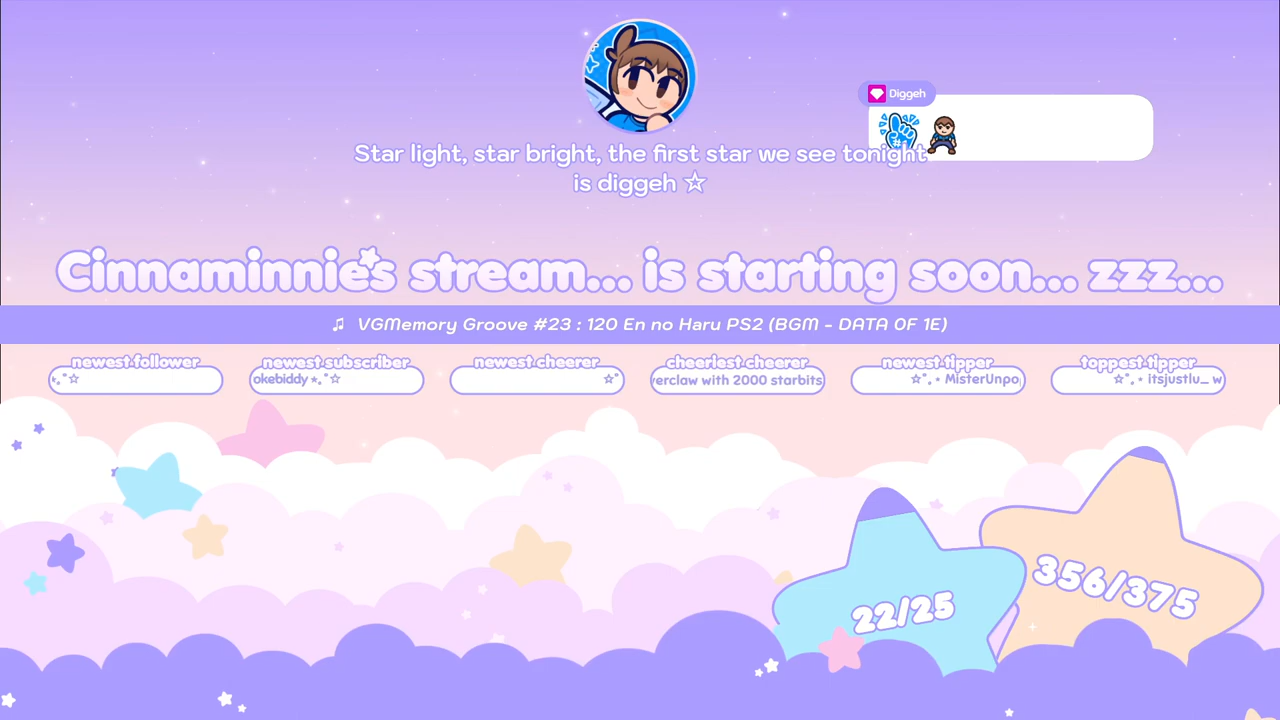 Diggeh
#1
Star light, star bright, the first star we see tonight
is diggeh ☆
Cinnaminnie's stream... is starting soon... zzz...
♫ VGMemory Groove #23 : 120 En no Haru PS2 (BGM - DATA OF 1E)
newest follower
newest subscriber
okebiddy ⋆｡˚☆
newest cheerer
cheeriest cheerer
erclaw with 2000 starbits
newest tipper
☆˚｡⋆ MisterUnpo
toppest tipper
☆˚｡⋆ itsjustlu_ w
22/25
356/375